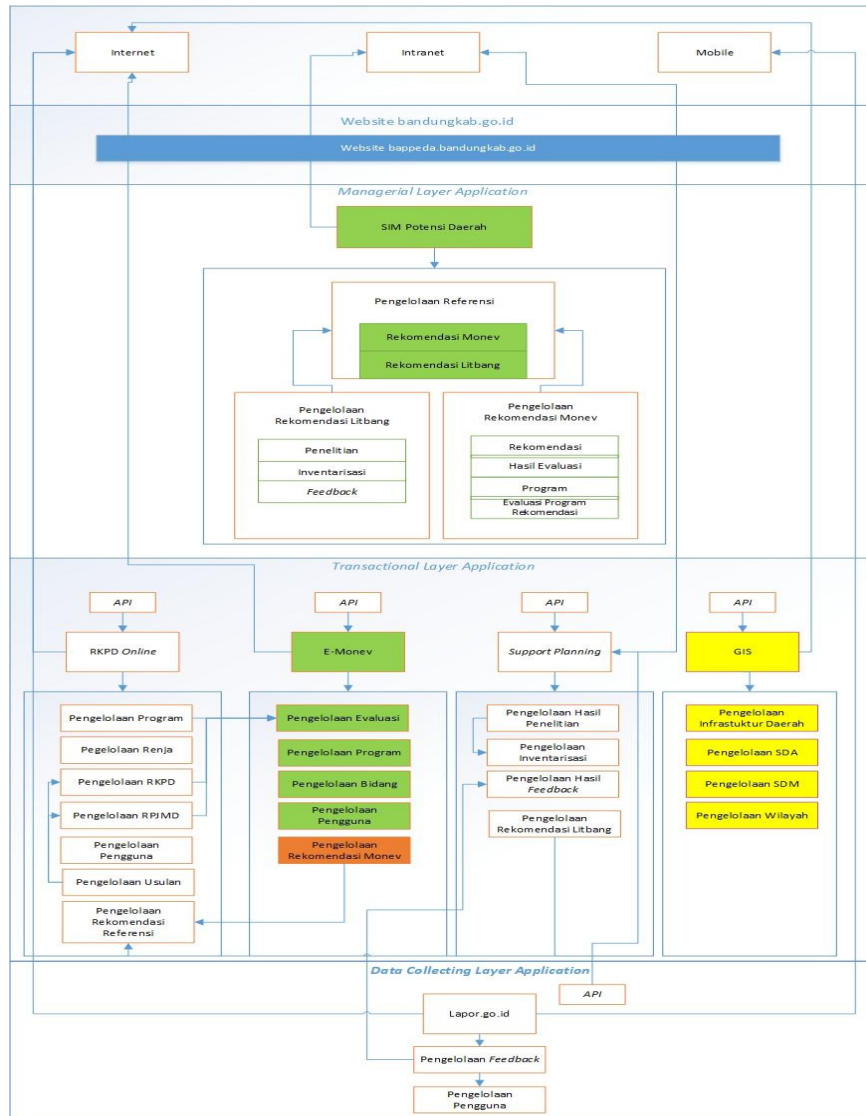 Internet
Intranet
Mobile
Website bandungkab.go.id
Website bappeda.bandungkab.go.id
Managerial Layer Application
SIM Potensi Daerah
Pengelolaan Referensi
Rekomendasi Monev
Rekomendasi Litbang
Pengelolaan
Rekomendasi Litbang
Penelitian
Inventarisasi
Feedback
Pengelolaan
Rekomendasi Monev
Rekomendasi
Hasil Evaluasi
Program
Evaluasi Program
Rekomendasi
Transactional Layer Application
API
API
API
API
RKPD Online
E-Monev
Support Planning
GIS
Pengelolaan Program
Pegelolaan Renja
Pengelolaan RKPD
Pengelolaan RPJMD
Pengelolaan
Pengguna
Pengelolaan Usulan
Pengelolaan
Rekomendasi
Referensi
Pengelolaan Evaluasi
Pengelolaan Program
Pengelolaan Bidang
Pengelolaan
Pengguna
Pengelolaan
Rekomendasi Monev
Pengelolaan Hasil
Penelitian
Pengelolaan
Inventarisasi
Pengelolaan Hasil
Feedback
Pengelolaan
Rekomendasi Litbang
Pengelolaan
Infrastuktur Daerah
Pengelolaan SDA
Pengelolaan SDM
Pengelolaan Wilayah
Data Collecting Layer Application
API
Lapor.go.id
Pengelolaan Feedback
Pengelolaan
Pengguna